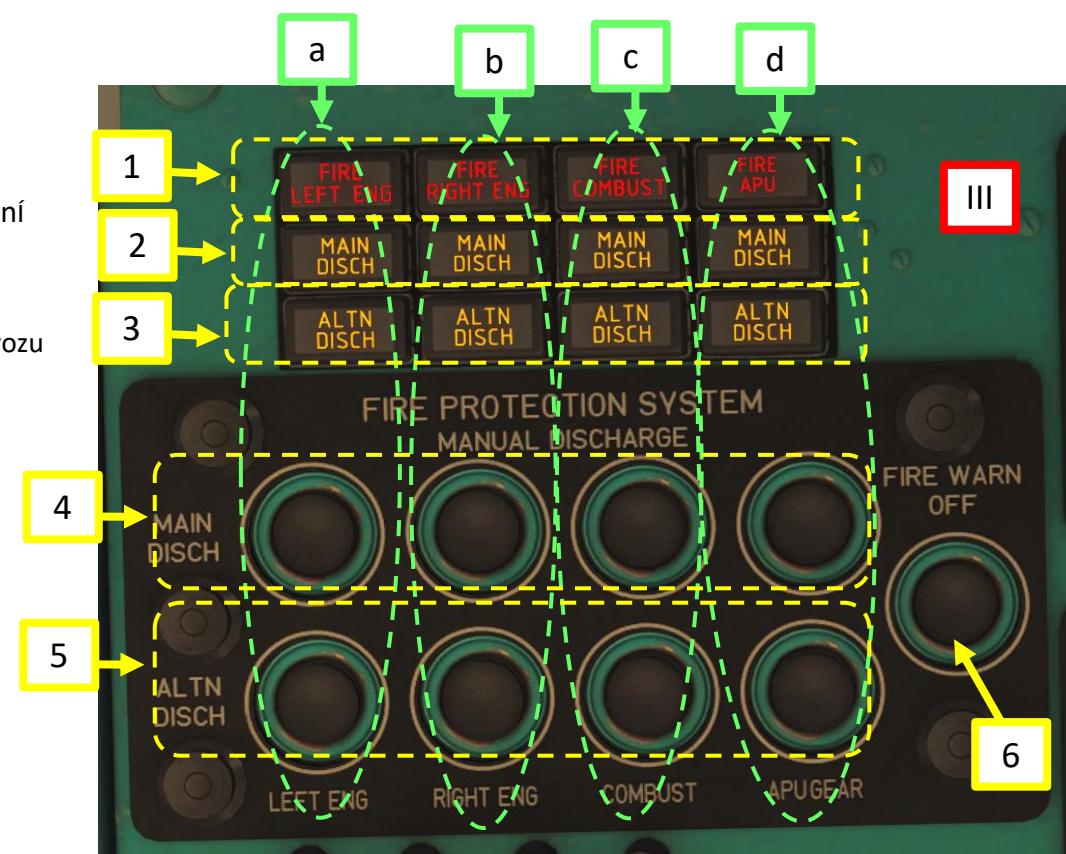 a
b
c
d
1
FIRE LEFT ENG
FIRE RIGHT ENG
FIRE COMBUST
FIRE APU
III
ní
2
MAIN DISCH
MAIN DISCH
MAIN DISCH
MAIN DISCH
3
ALTN DISCH
ALTN DISCH
ALTN DISCH
ALTN DISCH
vozu
FIRE PROTECTION SYSTEM
MANUAL DISCHARGE
FIRE WARN
OFF
4
MAIN
DISCH
5
ALTN
DISCH
6
LEFT ENG
RIGHT ENG
COMBUST
APU GEAR